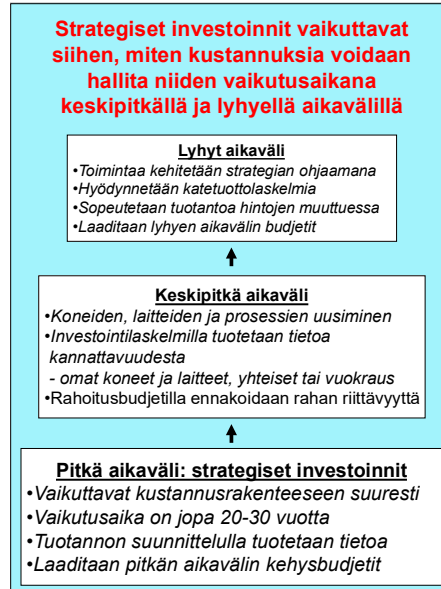 Strategiset investoinnit vaikuttavat
siihen, miten kustannuksia voidaan
hallita niiden vaikutusaikana
keskipitkällä ja lyhyellä aikavälillä
Lyhyt aikaväli
•Toimintaa kehitetään strategian ohjaamana
•Hyödynnetään katetuottolaskelmia
•Sopeutetaan tuotantoa hintojen muuttuessa
•Laaditaan lyhyen aikavälin budjetit
Keskipitkä aikaväli
•Koneiden, laitteiden ja prosessien uusiminen
•Investointilaskelmilla tuotetaan tietoa
kannattavuudesta
- omat koneet ja laitteet, yhteiset tai vuokraus
•Rahoitusbudjetilla ennakoidaan rahan riittävyyttä
Pitkä aikaväli: strategiset investoinnit
•Vaikuttavat kustannusrakenteeseen suuresti
•Vaikutusaika on jopa 20-30 vuotta
•Tuotannon suunnittelulla tuotetaan tietoa
•Laaditaan pitkän aikavälin kehysbudjetit